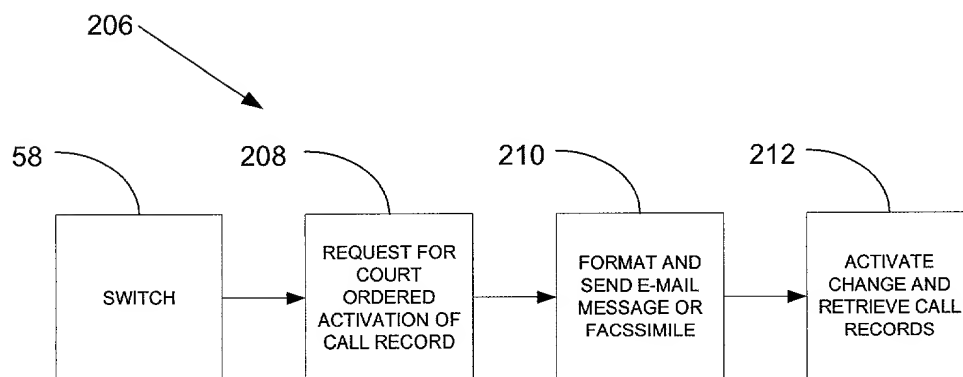 206
58
208
210
212
SWITCH
REQUEST FOR
COURT
ORDERED
ACTIVATION OF
CALL RECORD
FORMAT AND
SEND E-MAIL
MESSAGE OR
FACSSIMILE
ACTIVATE
CHANGE AND
RETRIEVE CALL
RECORDS